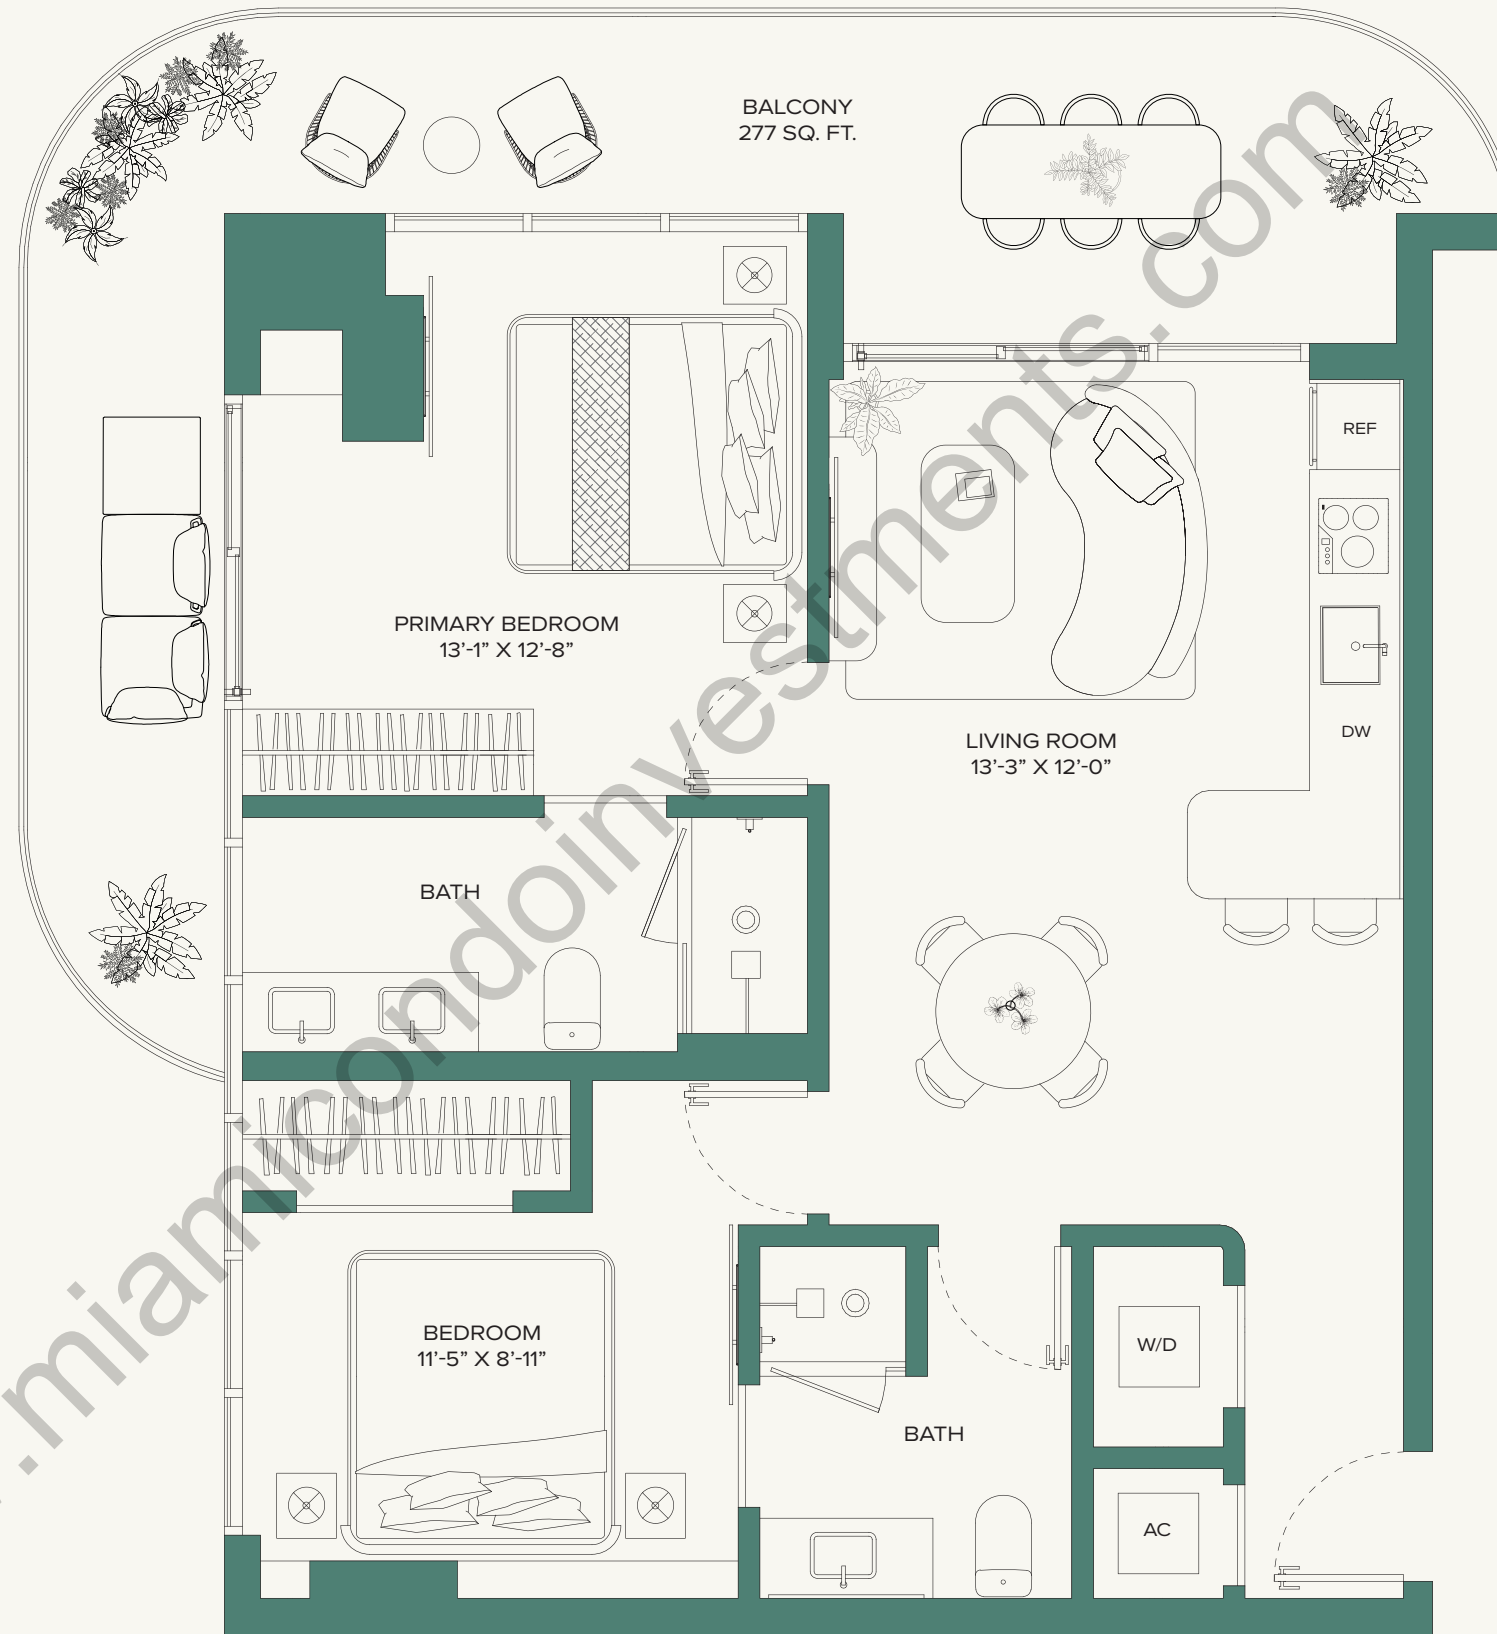 BALCONY
277 SQ. FT.
REF
PRIMARY BEDROOM
13’-1” X 12’-8”
LIVING ROOM
13’-3” X 12’-0”
DW
BATH
BEDROOM
11’-5” X 8’-11”
W/D
BATH
AC
.miamicondoinvestments.com